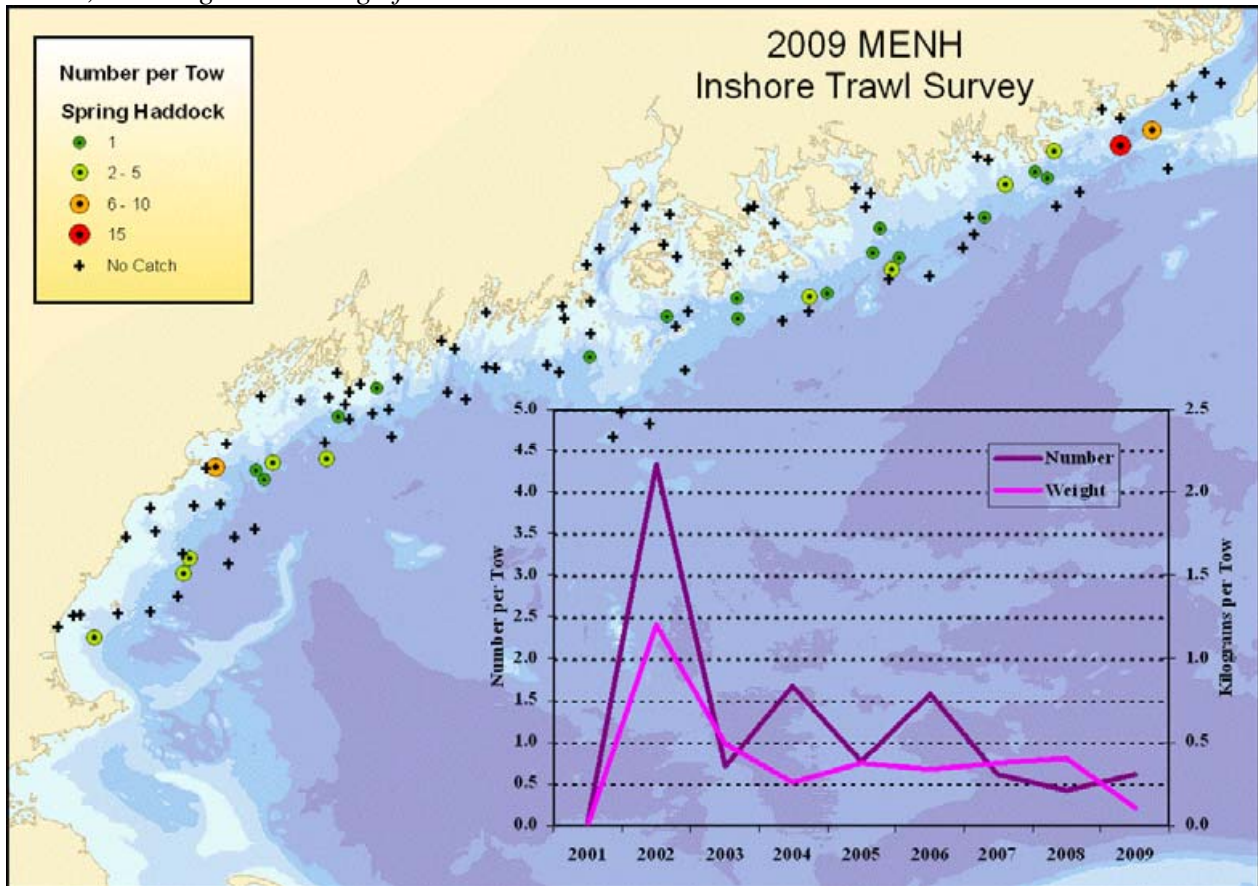 2009 MENH
Inshore Trawl Survey
Number per Tow
Spring Haddock
1
2 - 5
6 - 10
15
No Catch
5.0
4.5
4.0
3.5
3.0
2.5
2.0
1.5
1.0
0.5
0.0
Number per Tow
Number
Weight
2.5
2.0
1.5
1.0
0.5
0.0
Kilograms per Tow
2001 2002 2003 2004 2005 2006 2007 2008 2009